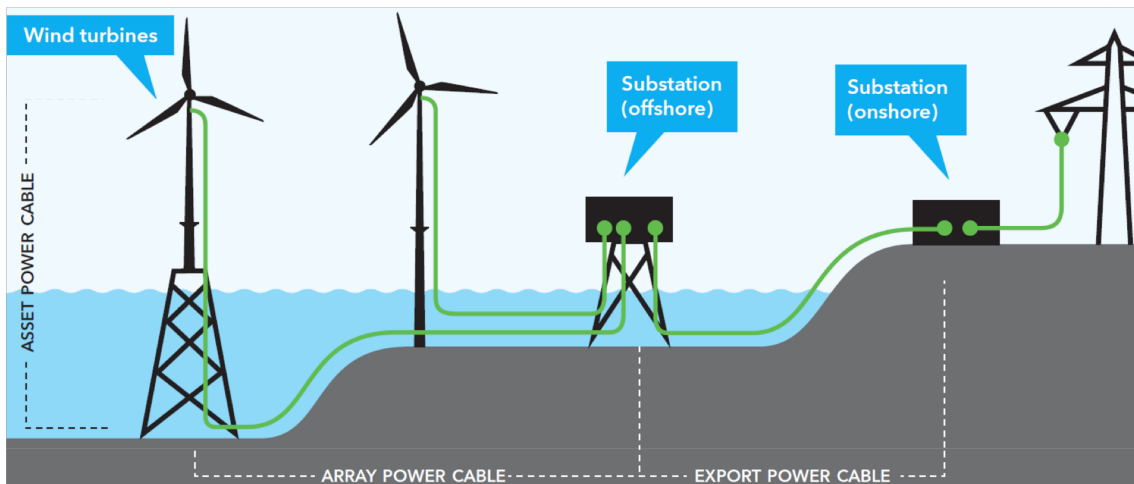 Wind turbines
Substation
(offshore)
Substation
(onshore)
ASSET POWER CABLE
ARRAY POWER CABLE
EXPORT POWER CABLE